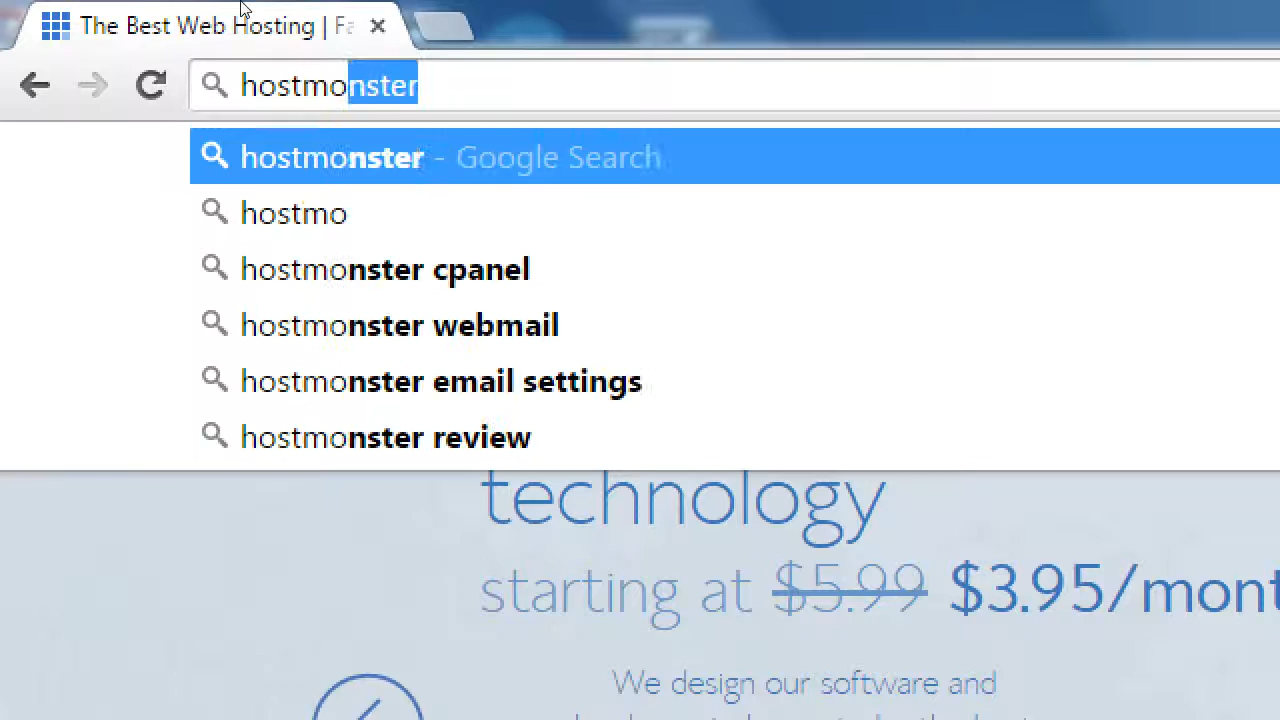 The Best Web Hosting | Fa
hostmonster
hostmonster - Google Search
hostmo
hostmonster cpanel
hostmonster webmail
hostmonster email settings
hostmonster review
technology
starting at $5.99 $3.95/mont
We design our software and